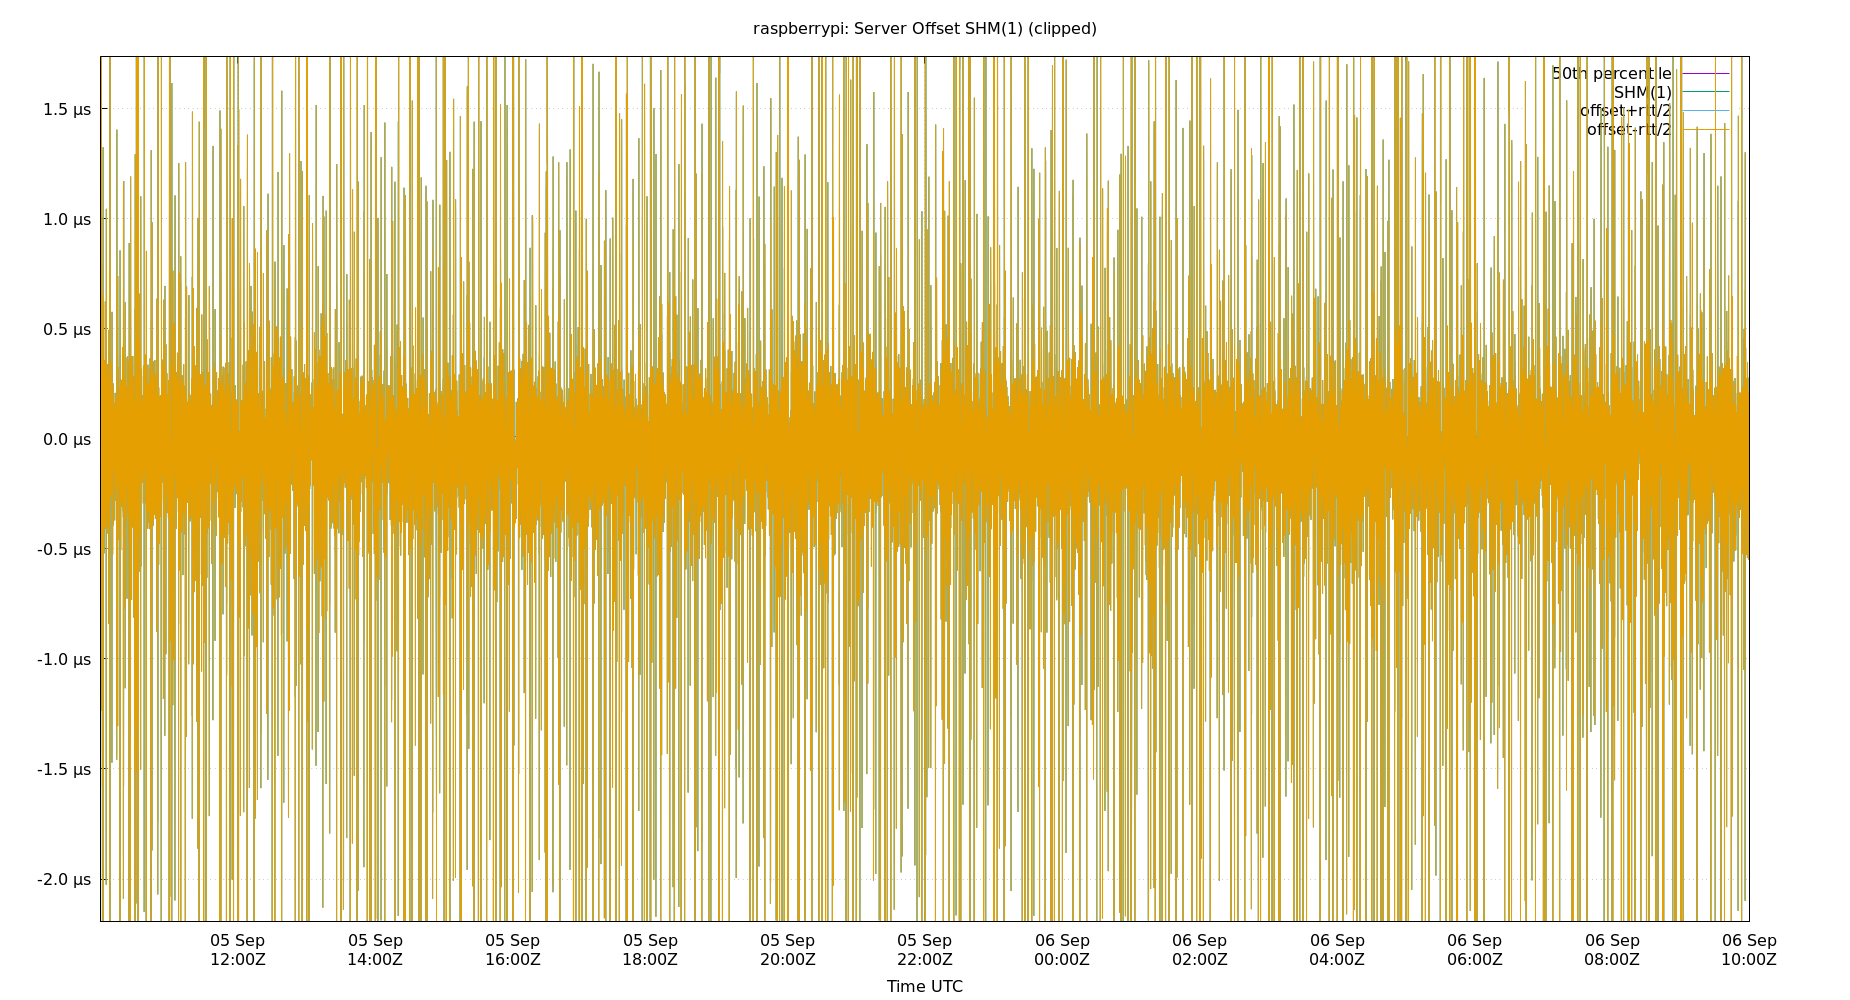 raspberrypi: Server Offset SHM(1) (clipped)
50th percentile
SHM(1)
offset+rtt/2
offset-rtt/2
1.5 µs
1.0 µs
0.5 µs
0.0 µs
-0.5 µs
-1.0 µs
-1.5 µs
-2.0 µs
05 Sep 05 Sep 05 Sep 05 Sep 05 Sep 05 Sep 06 Sep 06 Sep 06 Sep 06 Sep 06 Sep 06 Sep
12:00Z 14:00Z 16:00Z 18:00Z 20:00Z 22:00Z 00:00Z 02:00Z 04:00Z 06:00Z 08:00Z 10:00Z
Time UTC